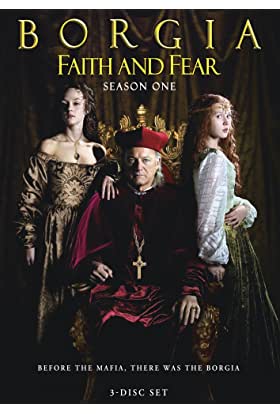 BORGIA
FAITH AND FEAR
SEASON ONE
BEFORE THE MAFIA, THERE WAS THE BORGIA
3-DISC SET